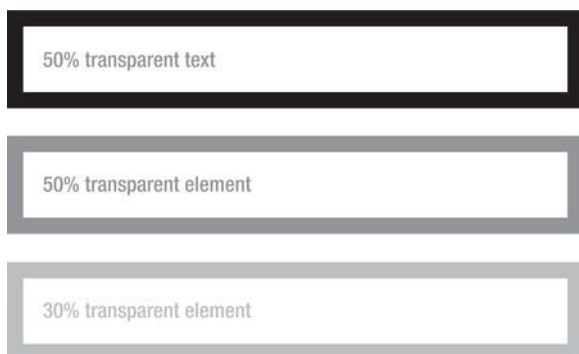 50% transparent text
50% transparent element
30% transparent element